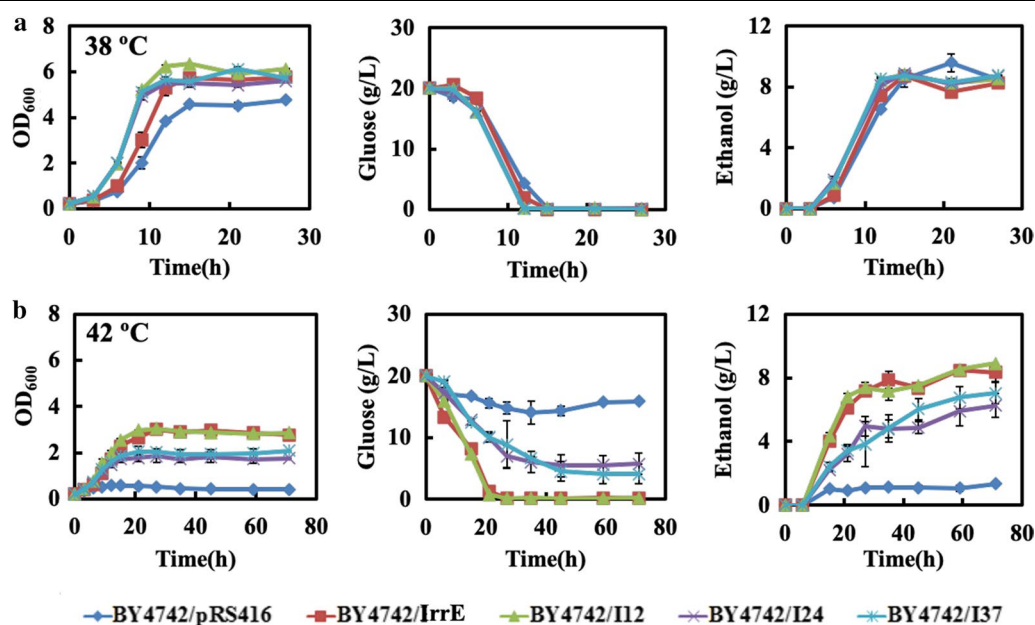 a
38 ºC
OD600
8
6
4
2
0
0 10 20 30
Time(h)
Gluose (g/L)
30
20
10
0
0 10 20 30
Time(h)
Ethanol (g/L)
12
8
4
0
0 10 20 30
Time(h)
b
42 ºC
OD600
8
6
4
2
0
0 20 40 60 80
Time(h)
Gluose (g/L)
30
20
10
0
0 20 40 60 80
Time(h)
Ethanol (g/L)
12
8
4
0
0 20 40 60 80
Time(h)
BY4742/pRS416 BY4742/IrrE BY4742/I12 BY4742/I24 BY4742/I37